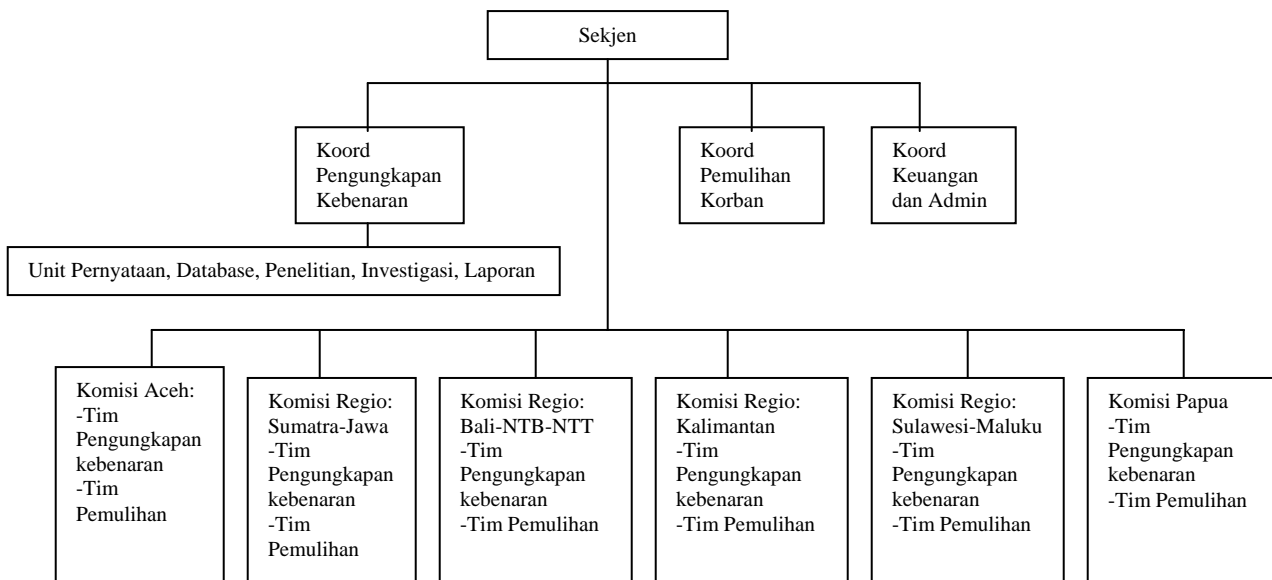 Sekjen
Koord
Pengungkapan
Kebenaran
Koord
Pemulihan
Korban
Koord
Keuangan
dan Admin
Unit Pernyataan, Database, Penelitian, Investigasi, Laporan
Komisi Aceh:
-Tim
Pengungkapan
kebenaran
-Tim
Pemulihan
Komisi Regio:
Sumatra-Jawa
-Tim
Pengungkapan
kebenaran
-Tim
Pemulihan
Komisi Regio:
Bali-NTB-NTT
-Tim
Pengungkapan
kebenaran
-Tim Pemulihan
Komisi Regio:
Kalimantan
-Tim
Pengungkapan
kebenaran
-Tim Pemulihan
Komisi Regio:
Sulawesi-Maluku
-Tim
Pengungkapan
kebenaran
-Tim Pemulihan
Komisi Papua
-Tim
Pengungkapan
kebenaran
-Tim Pemulihan